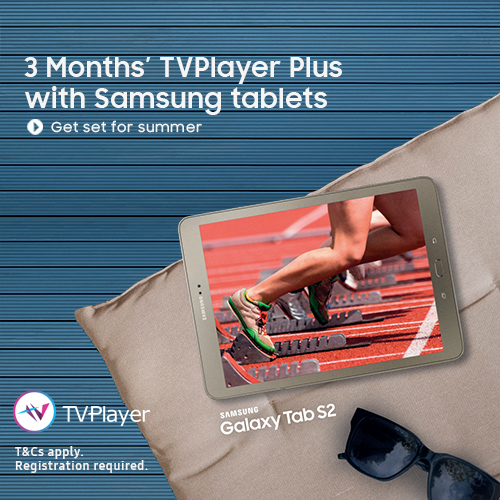 3 Months’ TVPlayer Plus
with Samsung tablets
Get set for summer
SAMSUNG
TVPlayer
SAMSUNG
Galaxy Tab S2
T&Cs apply.
Registration required.